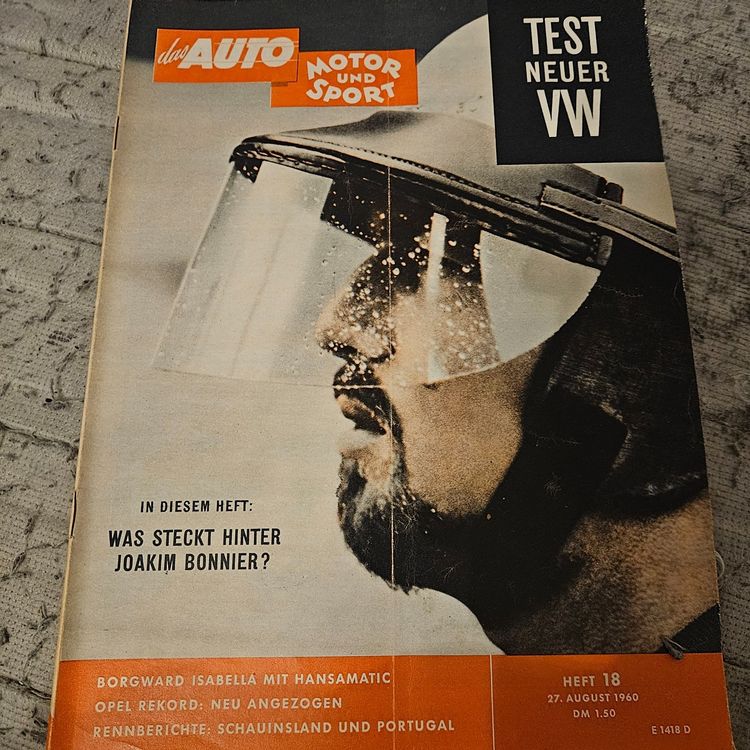 das AUTO
MOTOR
UND
SPORT
TEST
NEUER
VW
IN DIESEM HEFT:
WAS STECKT HINTER
JOAKIM BONNIER?
BORGWARD ISABELLA MIT HANSAMATIC
OPEL REKORD: NEU ANGEZOGEN
RENNBERICHTE: SCHAUINSLAND UND PORTUGAL
HEFT 18
27. AUGUST 1960
DM 1.50
E 1418 D